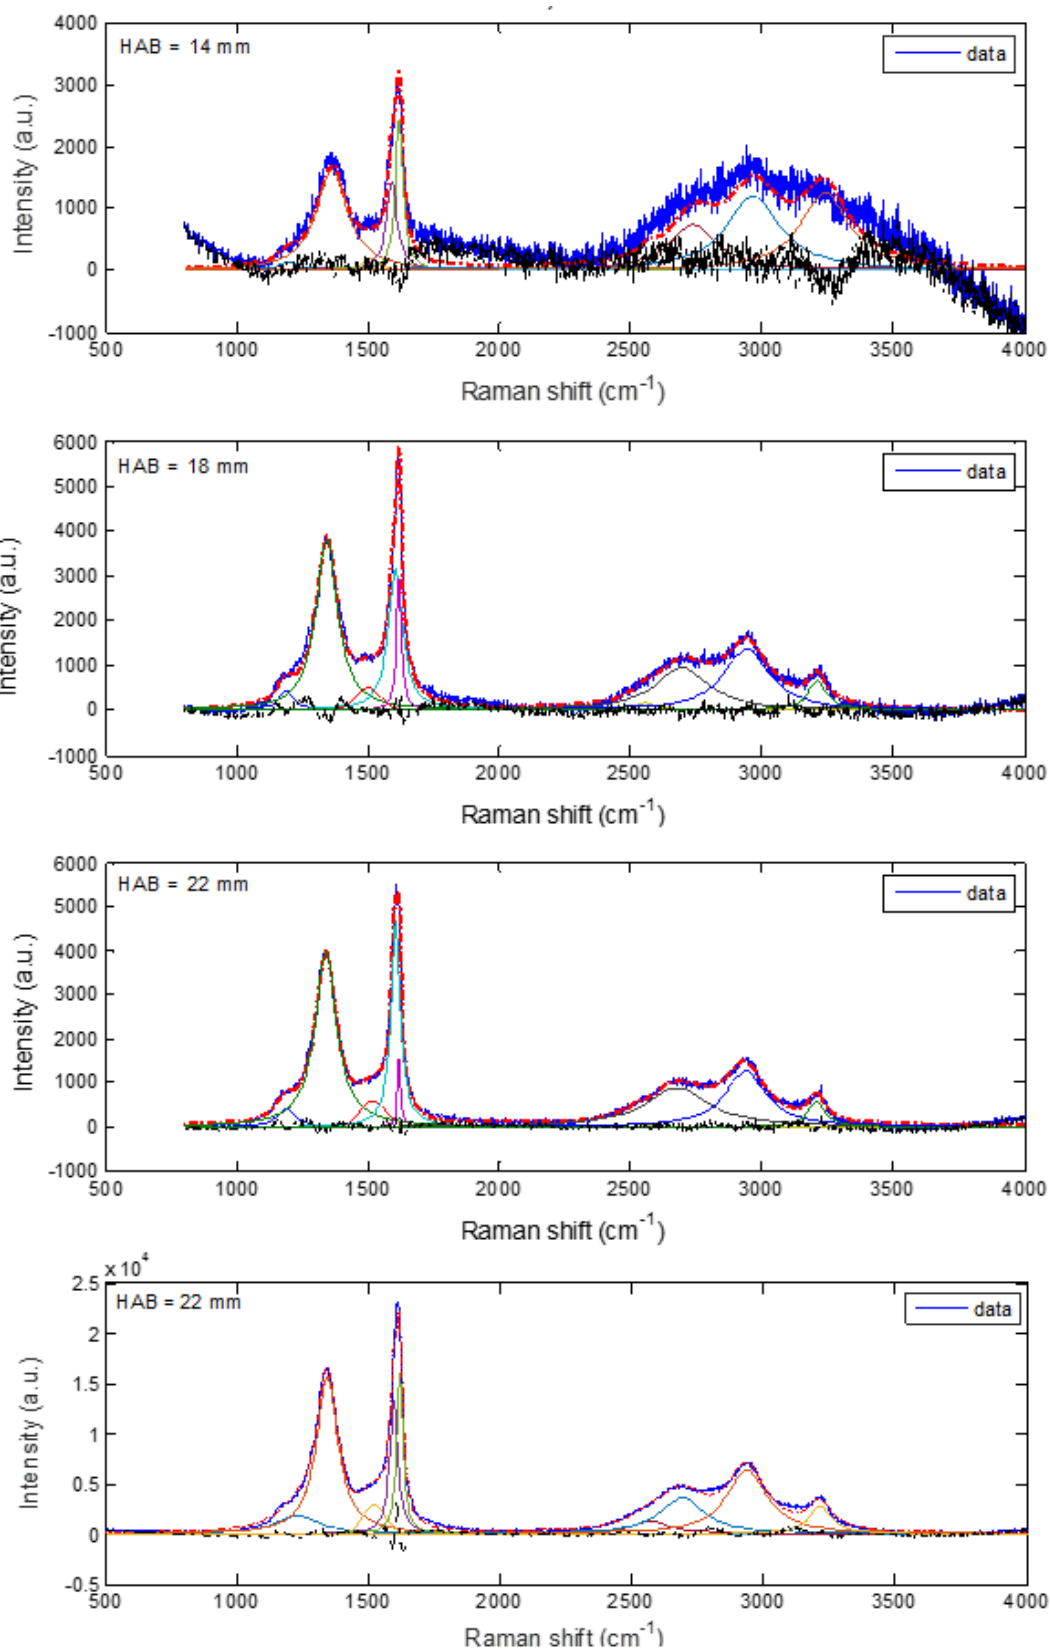 4000
HAB = 14 mm
data
3000
2000
1000
0
-1000
Intensity (a.u.)
500 1000 1500 2000 2500 3000 3500 4000
Raman shift (cm⁻¹)
6000
HAB = 18 mm
data
5000
4000
3000
2000
1000
0
-1000
Intensity (a.u.)
500 1000 1500 2000 2500 3000 3500 4000
Raman shift (cm⁻¹)
6000
HAB = 22 mm
data
5000
4000
3000
2000
1000
0
-1000
Intensity (a.u.)
500 1000 1500 2000 2500 3000 3500 4000
Raman shift (cm⁻¹)
x 10⁴
2.5
HAB = 22 mm
data
2
1.5
1
0.5
0
-0.5
Intensity (a.u.)
500 1000 1500 2000 2500 3000 3500 4000
Raman shift (cm⁻¹)